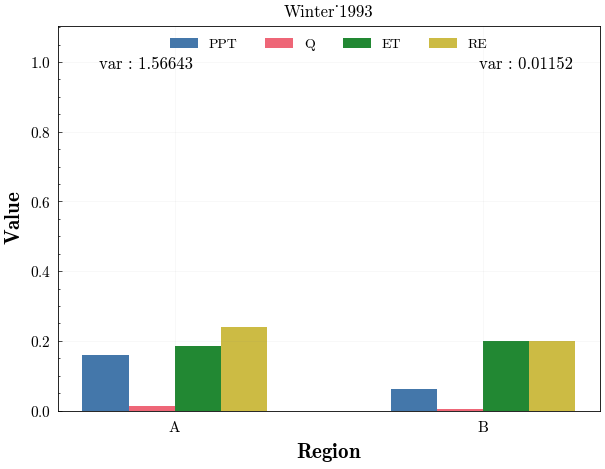 Winter˙1993
PPT Q ET RE
var : 1.56643 var : 0.01152
1.0
0.8
0.6
0.4
0.2
0.0
Value
A B
Region